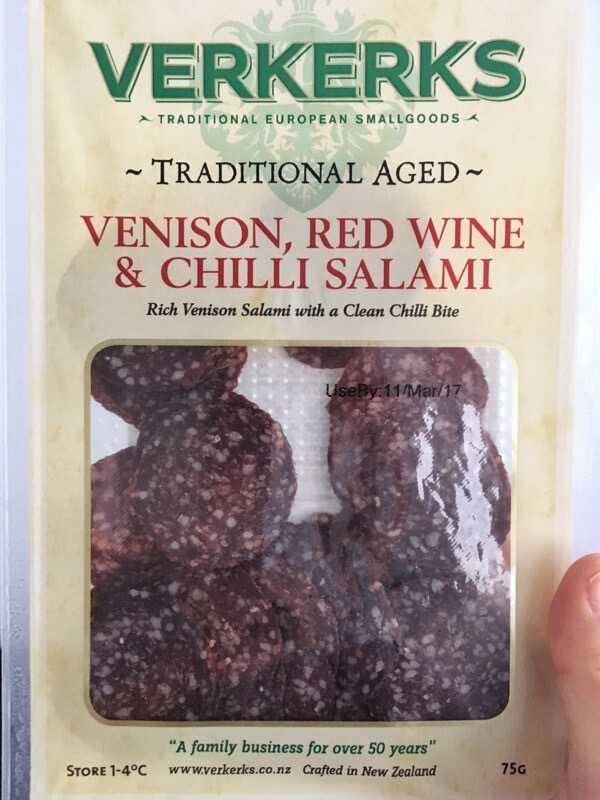 VERKERKS
TRADITIONAL EUROPEAN SMALLGOODS
~ TRADITIONAL AGED ~
VENISON, RED WINE
& CHILLI SALAMI
Rich Venison Salami with a Clean Chilli Bite
UseBy:11/Mar/17
"A family business for over 50 years"
STORE 1-4°C www.verkerks.co.nz Crafted in New Zealand 75G